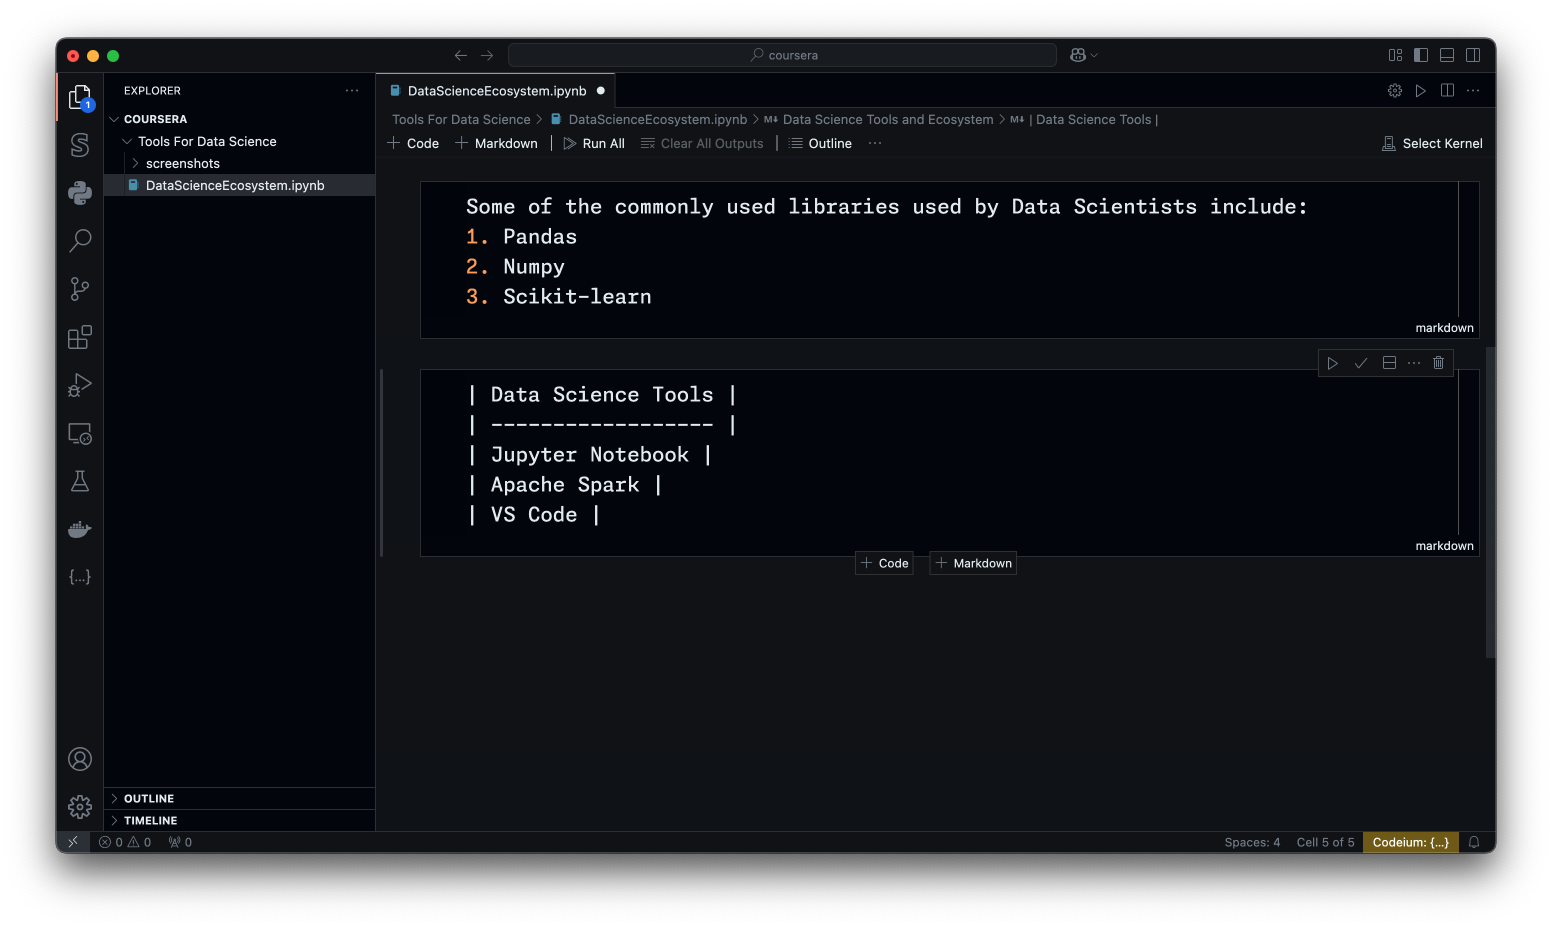 coursera
EXPLORER
DataScienceEcosystem.ipynb
1
COURSERA
Tools For Data Science > DataScienceEcosystem.ipynb > M↓ Data Science Tools and Ecosystem > M↓ | Data Science Tools |
Tools For Data Science
Code Markdown Run All Clear All Outputs Outline ... Select Kernel
screenshots
DataScienceEcosystem.ipynb
Some of the commonly used libraries used by Data Scientists include:
1. Pandas
2. Numpy
3. Scikit-learn
markdown
| Data Science Tools |
| ------------------ |
| Jupyter Notebook |
| Apache Spark |
| VS Code |
markdown
Code Markdown
{...}
OUTLINE
TIMELINE
0 0 0
Spaces: 4 Cell 5 of 5 Codeium: {...}